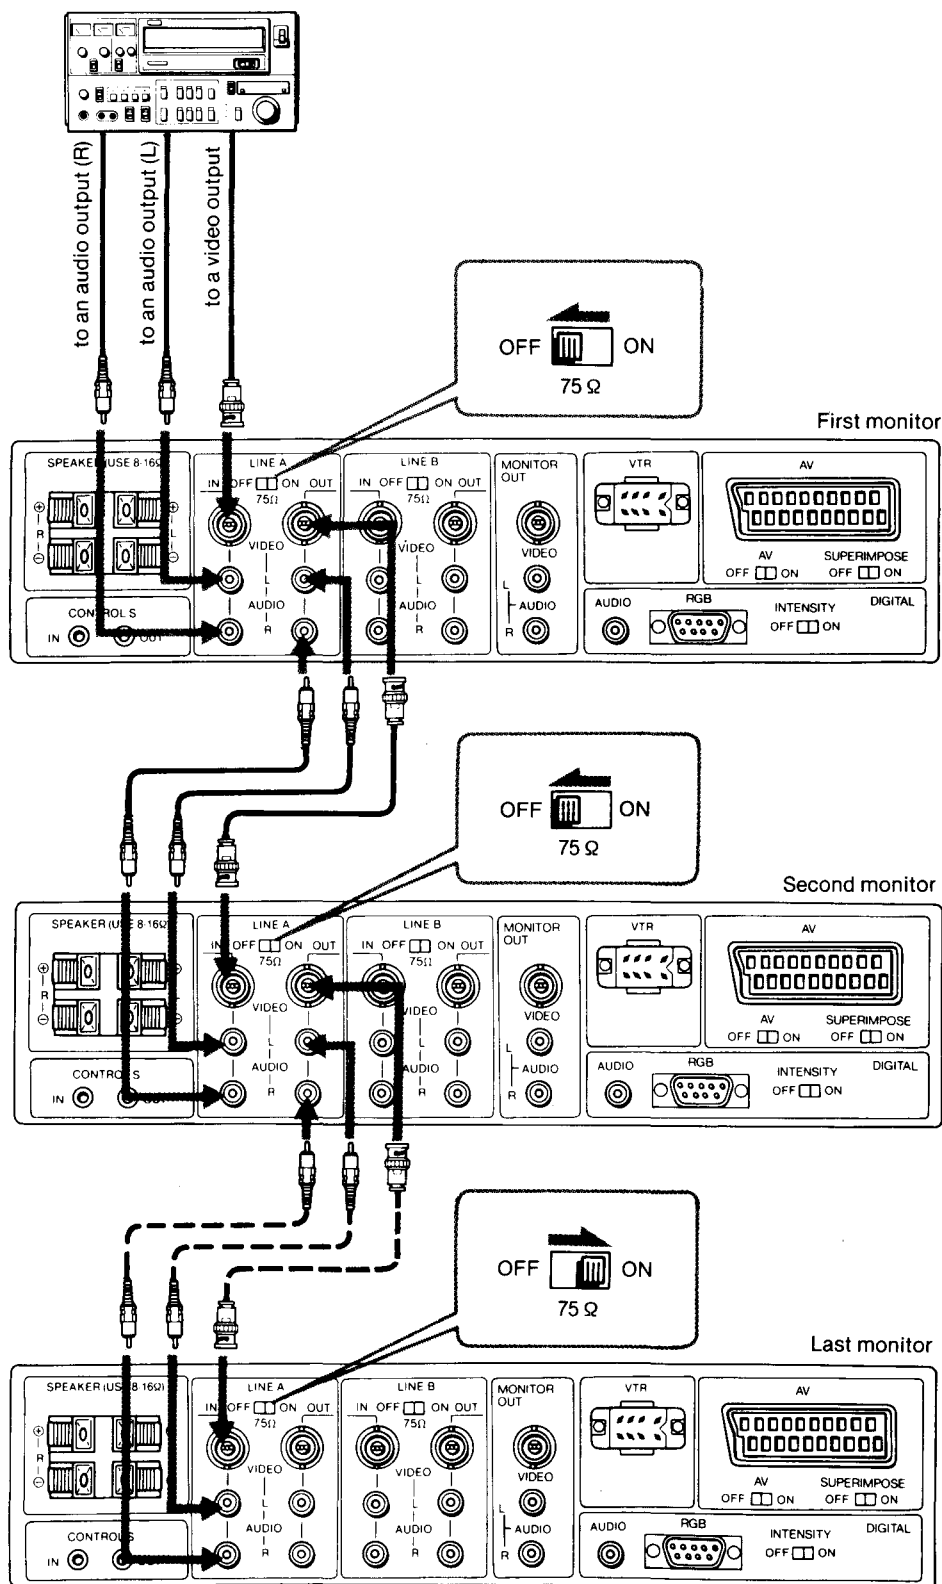 to an audio output (R)
to an audio output (L)
to a video output
OFF ON
75 Ω
First monitor
SPEAKER (USE 8-16Ω)
R
L
CONTROLS
IN OUT
LINE A
IN OFF ON OUT
75Ω
VIDEO
L
AUDIO
R
LINE B
IN OFF ON OUT
75Ω
VIDEO
L
AUDIO
R
MONITOR
OUT
VIDEO
L
AUDIO
R
VTR
AV
AV
OFF ON
SUPERIMPOSE
OFF ON
AUDIO
RGB
INTENSITY
OFF ON
DIGITAL
OFF ON
75 Ω
Second monitor
SPEAKER (USE 8-16Ω)
R
CONTROLS
IN OUT
LINE A
IN OFF ON OUT
75Ω
VIDEO
L
AUDIO
R
LINE B
IN OFF ON OUT
75Ω
VIDEO
L
AUDIO
R
MONITOR
OUT
VIDEO
L
AUDIO
R
VTR
AV
AV
OFF ON
SUPERIMPOSE
OFF ON
AUDIO
RGB
INTENSITY
OFF ON
DIGITAL
OFF ON
75 Ω
Last monitor
SPEAKER (USE 8 16Ω)
R
CONTROLS
IN
LINE A
IN OFF ON OUT
75Ω
VIDEO
L
AUDIO
R
LINE B
IN OFF ON OUT
75Ω
VIDEO
L
AUDIO
R
MONITOR
OUT
VIDEO
L
AUDIO
R
VTR
AV
AV
OFF ON
SUPERIMPOSE
OFF ON
AUDIO
RGB
INTENSITY
OFF ON
DIGITAL